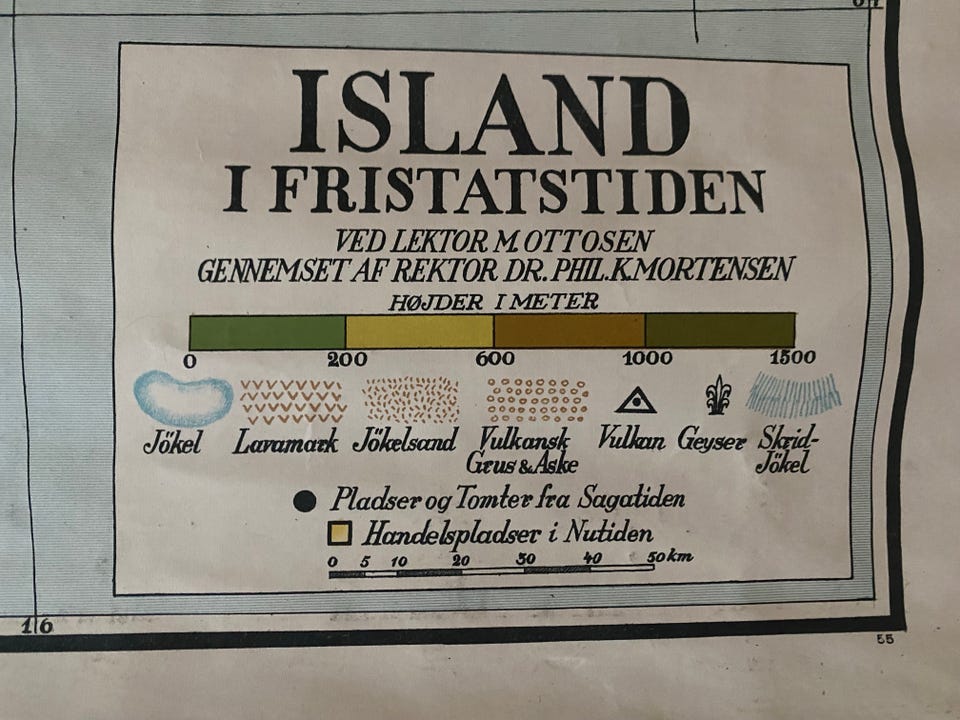 ISLAND
I FRISTATSTIDEN
VED LEKTOR M. OTTOSEN
GENNEMSET AF REKTOR DR. PHIL. K. MORTENSEN
HØJDER I METER
0 200 600 1000 1500
Jökel Lavamark Jökelsand Vulkansk Grus & Aske Vulkan Geyser Skrid-Jökel
Pladser og Tomter fra Sagatiden
Handelspladser i Nutiden
0 5 10 20 30 40 50 km
16
55